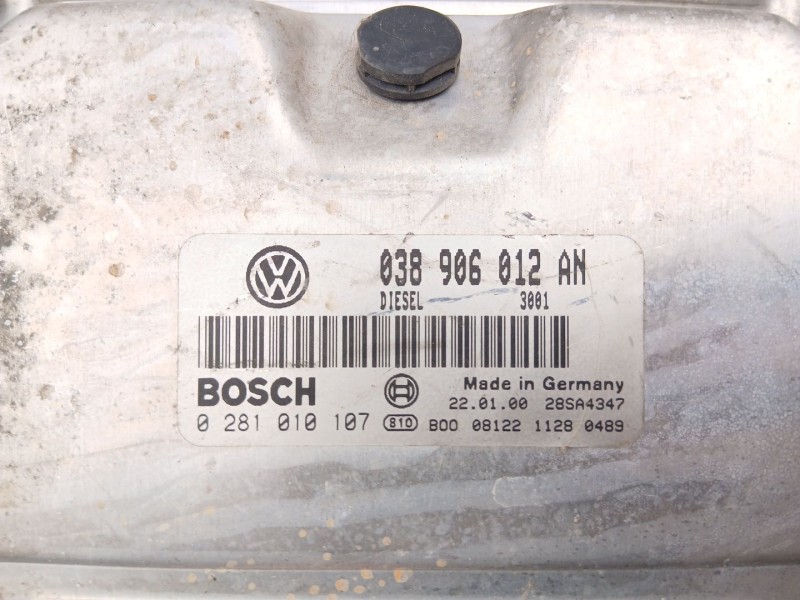 038 906 012 AN
DIESEL 3001
BOSCH
Made in Germany
22.01.00 28SA4347
0 281 010 107 810 B00 08122 1128 0489